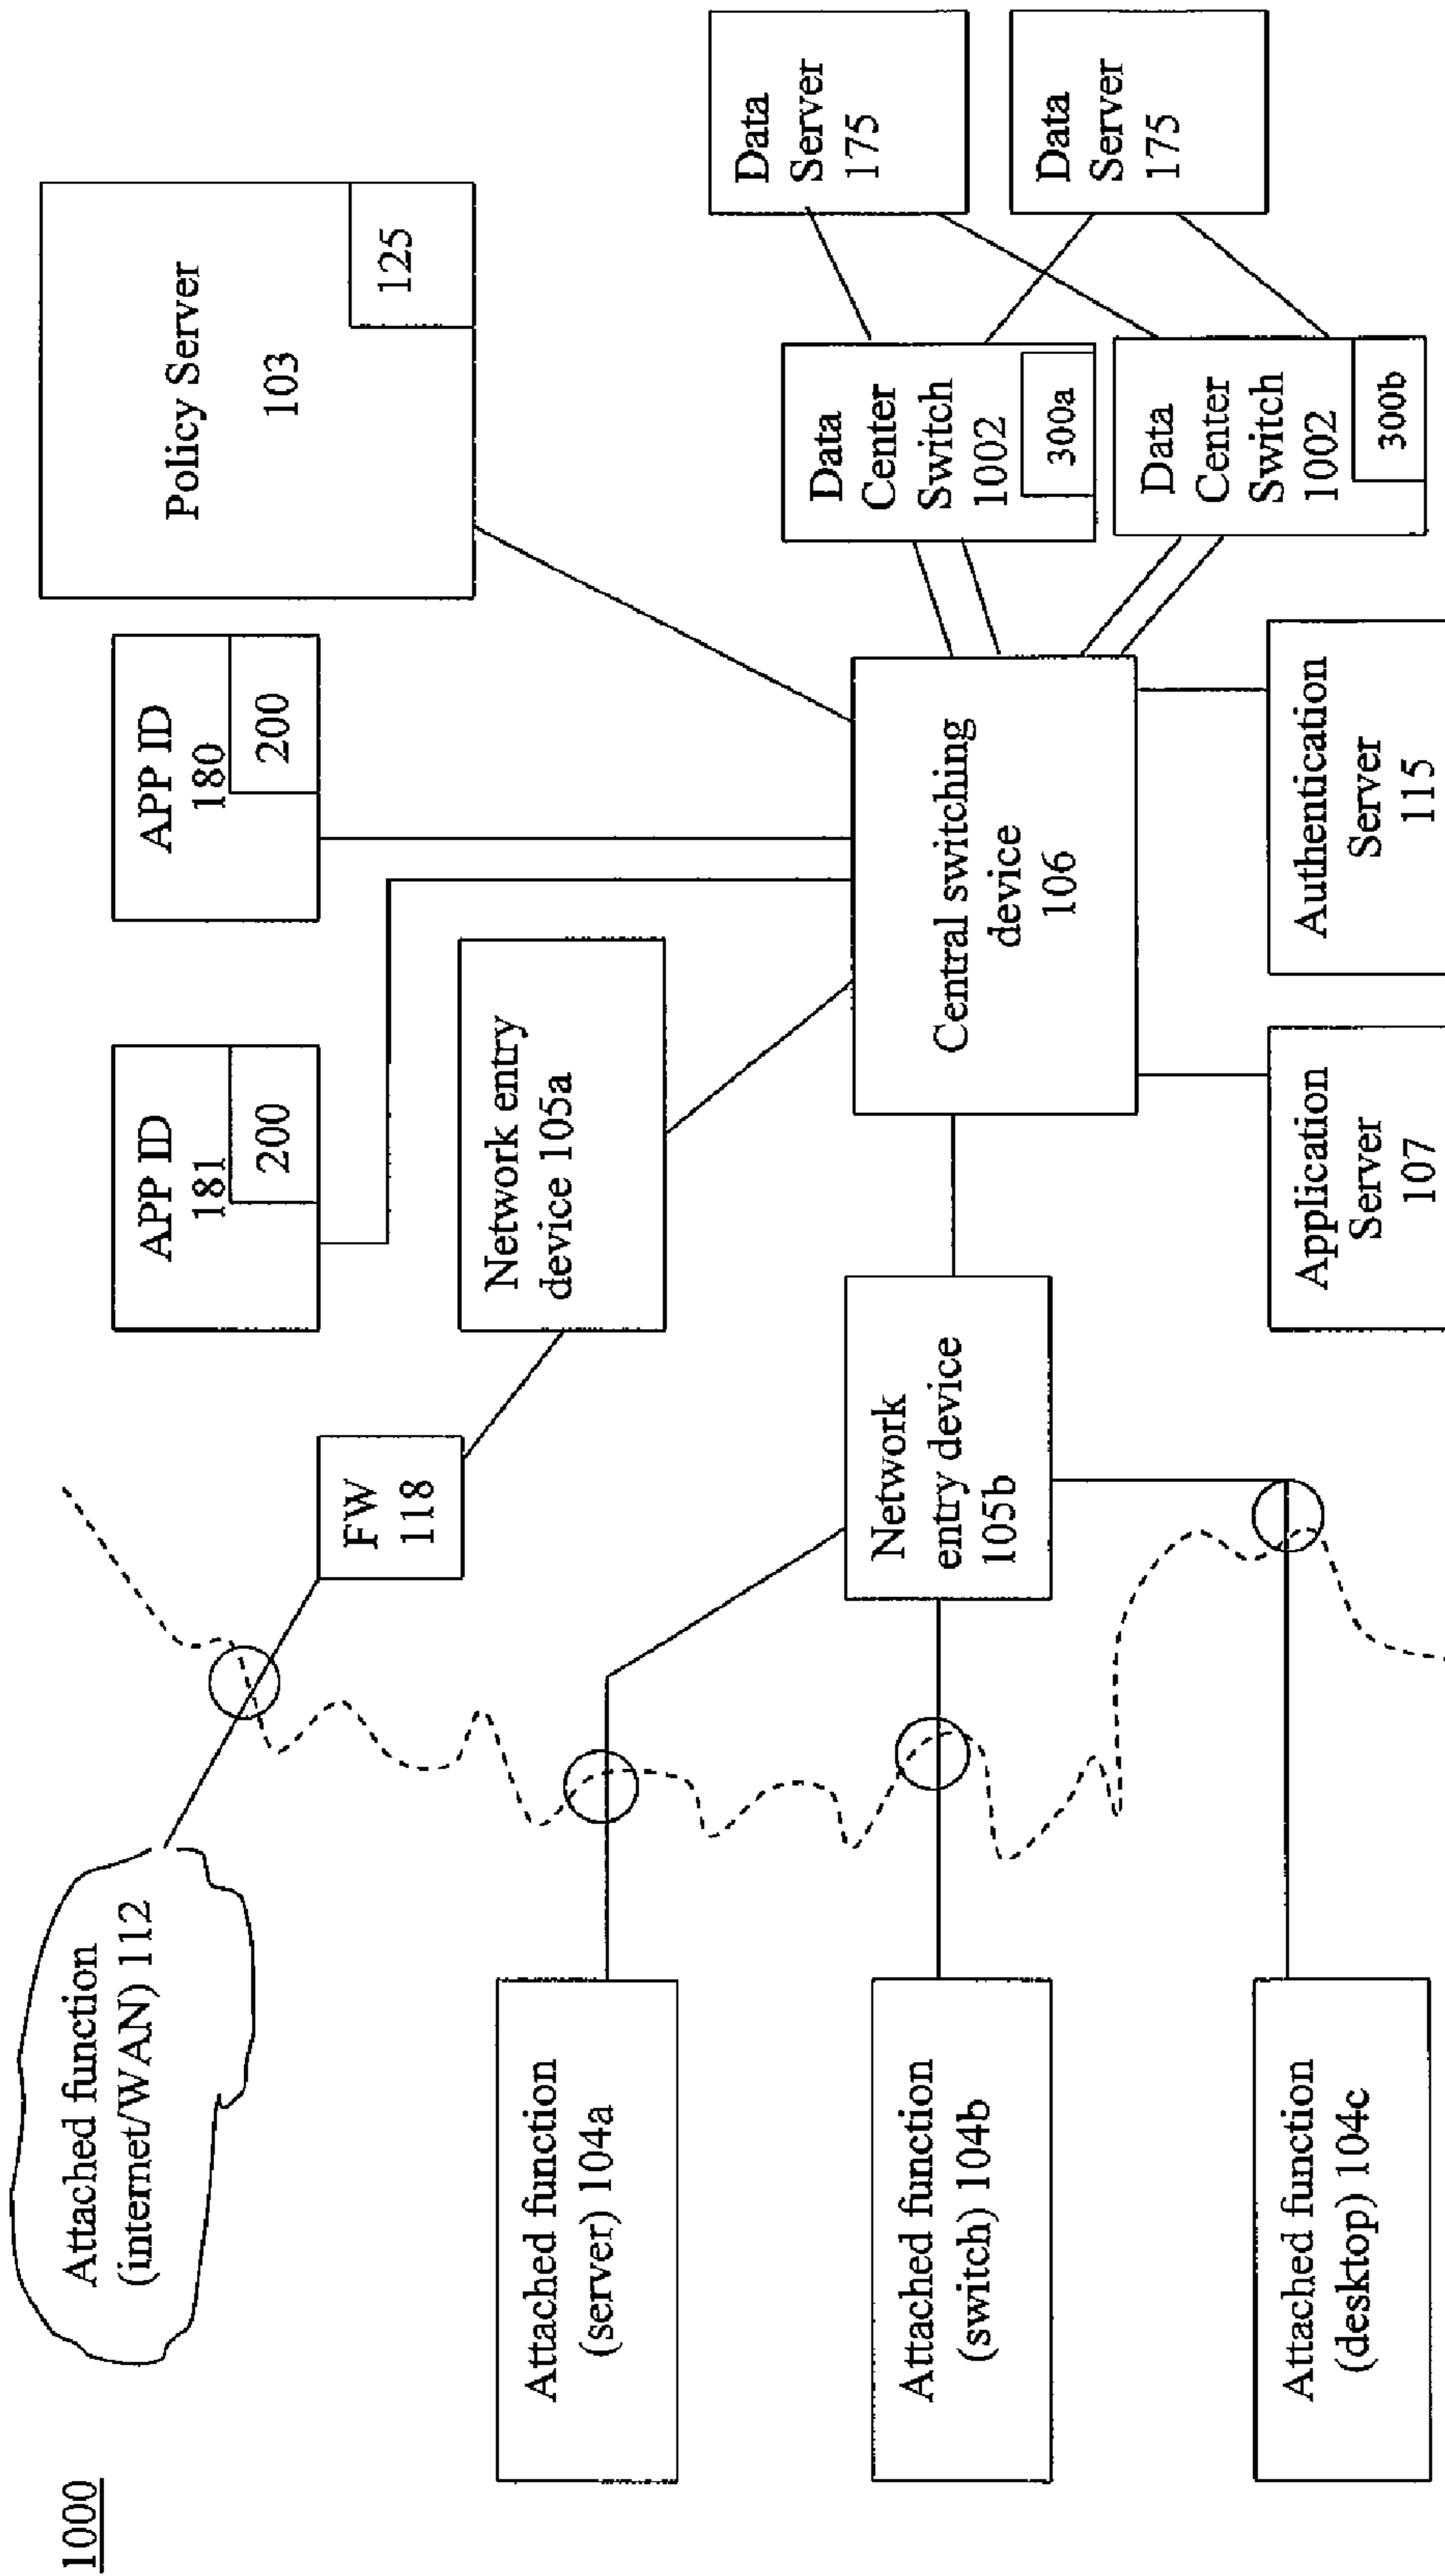 1000
Attached function
(internet/WAN) 112
Attached function
(server) 104a
Attached function
(switch) 104b
Attached function
(desktop) 104c
FW
118
Network entry
device 105a
Network
entry device
105b
APP ID
181
200
APP ID
180
200
Policy Server
103
125
Central switching
device
106
Application
Server
107
Authentication
Server
115
Data
Center
Switch
1002
300a
Data
Center
Switch
1002
300b
Data
Server
175
Data
Server
175